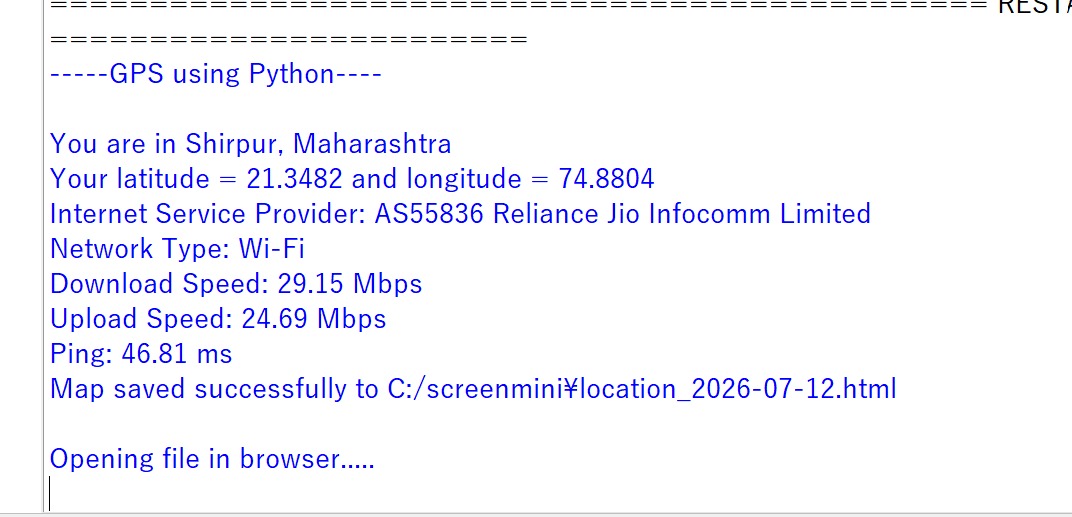 ================================================ RESTA
========================
-----GPS using Python----
You are in Shirpur, Maharashtra
Your latitude = 21.3482 and longitude = 74.8804
Internet Service Provider: AS55836 Reliance Jio Infocomm Limited
Network Type: Wi-Fi
Download Speed: 29.15 Mbps
Upload Speed: 24.69 Mbps
Ping: 46.81 ms
Map saved successfully to C:/screenmini¥location_2026-07-12.html
Opening file in browser.....